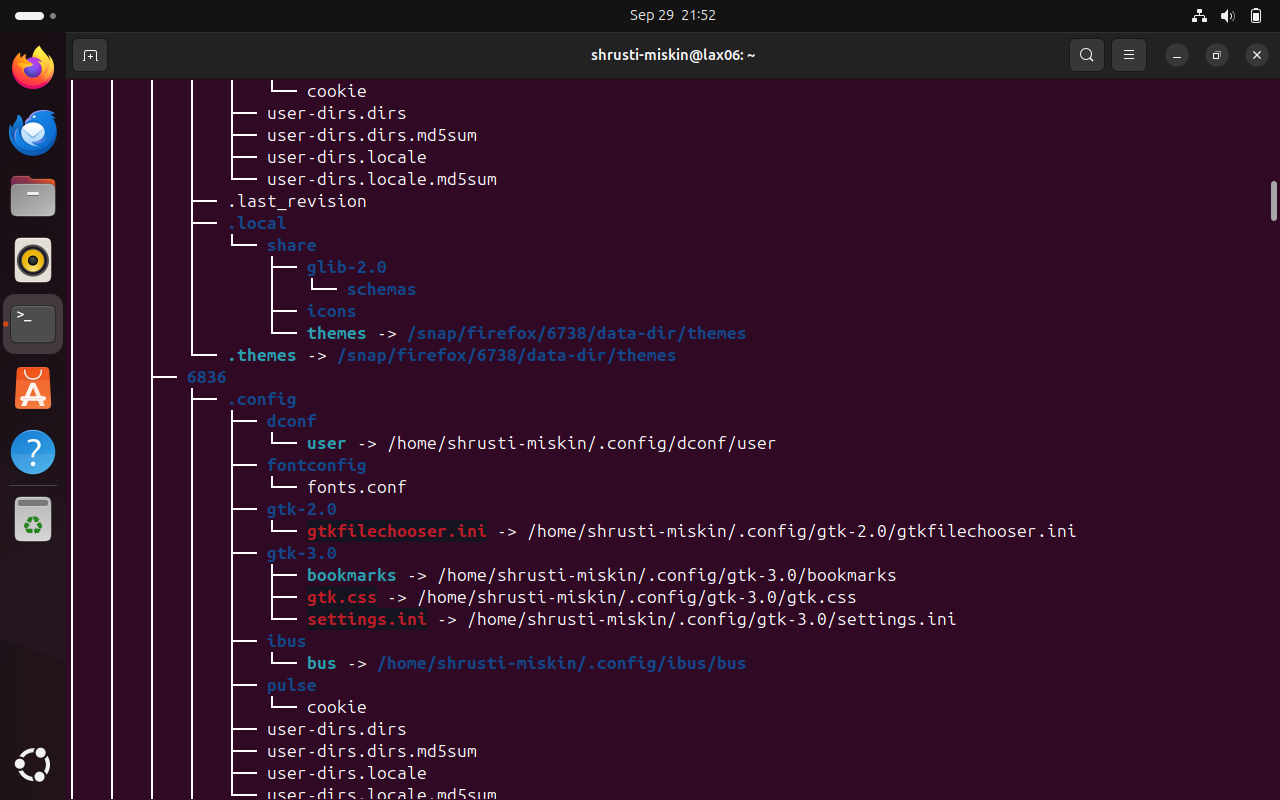 Sep 29 21:52
shrusti-miskin@lax06: ~
└── cookie
├── user-dirs.dirs
├── user-dirs.dirs.md5sum
├── user-dirs.locale
└── user-dirs.locale.md5sum
├── .last_revision
├── .local
└── share
├── glib-2.0
└── schemas
├── icons
└── themes -> /snap/firefox/6738/data-dir/themes
└── .themes -> /snap/firefox/6738/data-dir/themes
├── 6836
├── .config
├── dconf
└── user -> /home/shrusti-miskin/.config/dconf/user
├── fontconfig
└── fonts.conf
├── gtk-2.0
└── gtkfilechooser.ini -> /home/shrusti-miskin/.config/gtk-2.0/gtkfilechooser.ini
├── gtk-3.0
├── bookmarks -> /home/shrusti-miskin/.config/gtk-3.0/bookmarks
├── gtk.css -> /home/shrusti-miskin/.config/gtk-3.0/gtk.css
└── settings.ini -> /home/shrusti-miskin/.config/gtk-3.0/settings.ini
├── ibus
└── bus -> /home/shrusti-miskin/.config/ibus/bus
├── pulse
└── cookie
├── user-dirs.dirs
├── user-dirs.dirs.md5sum
├── user-dirs.locale
└── user-dirs.locale.md5sum